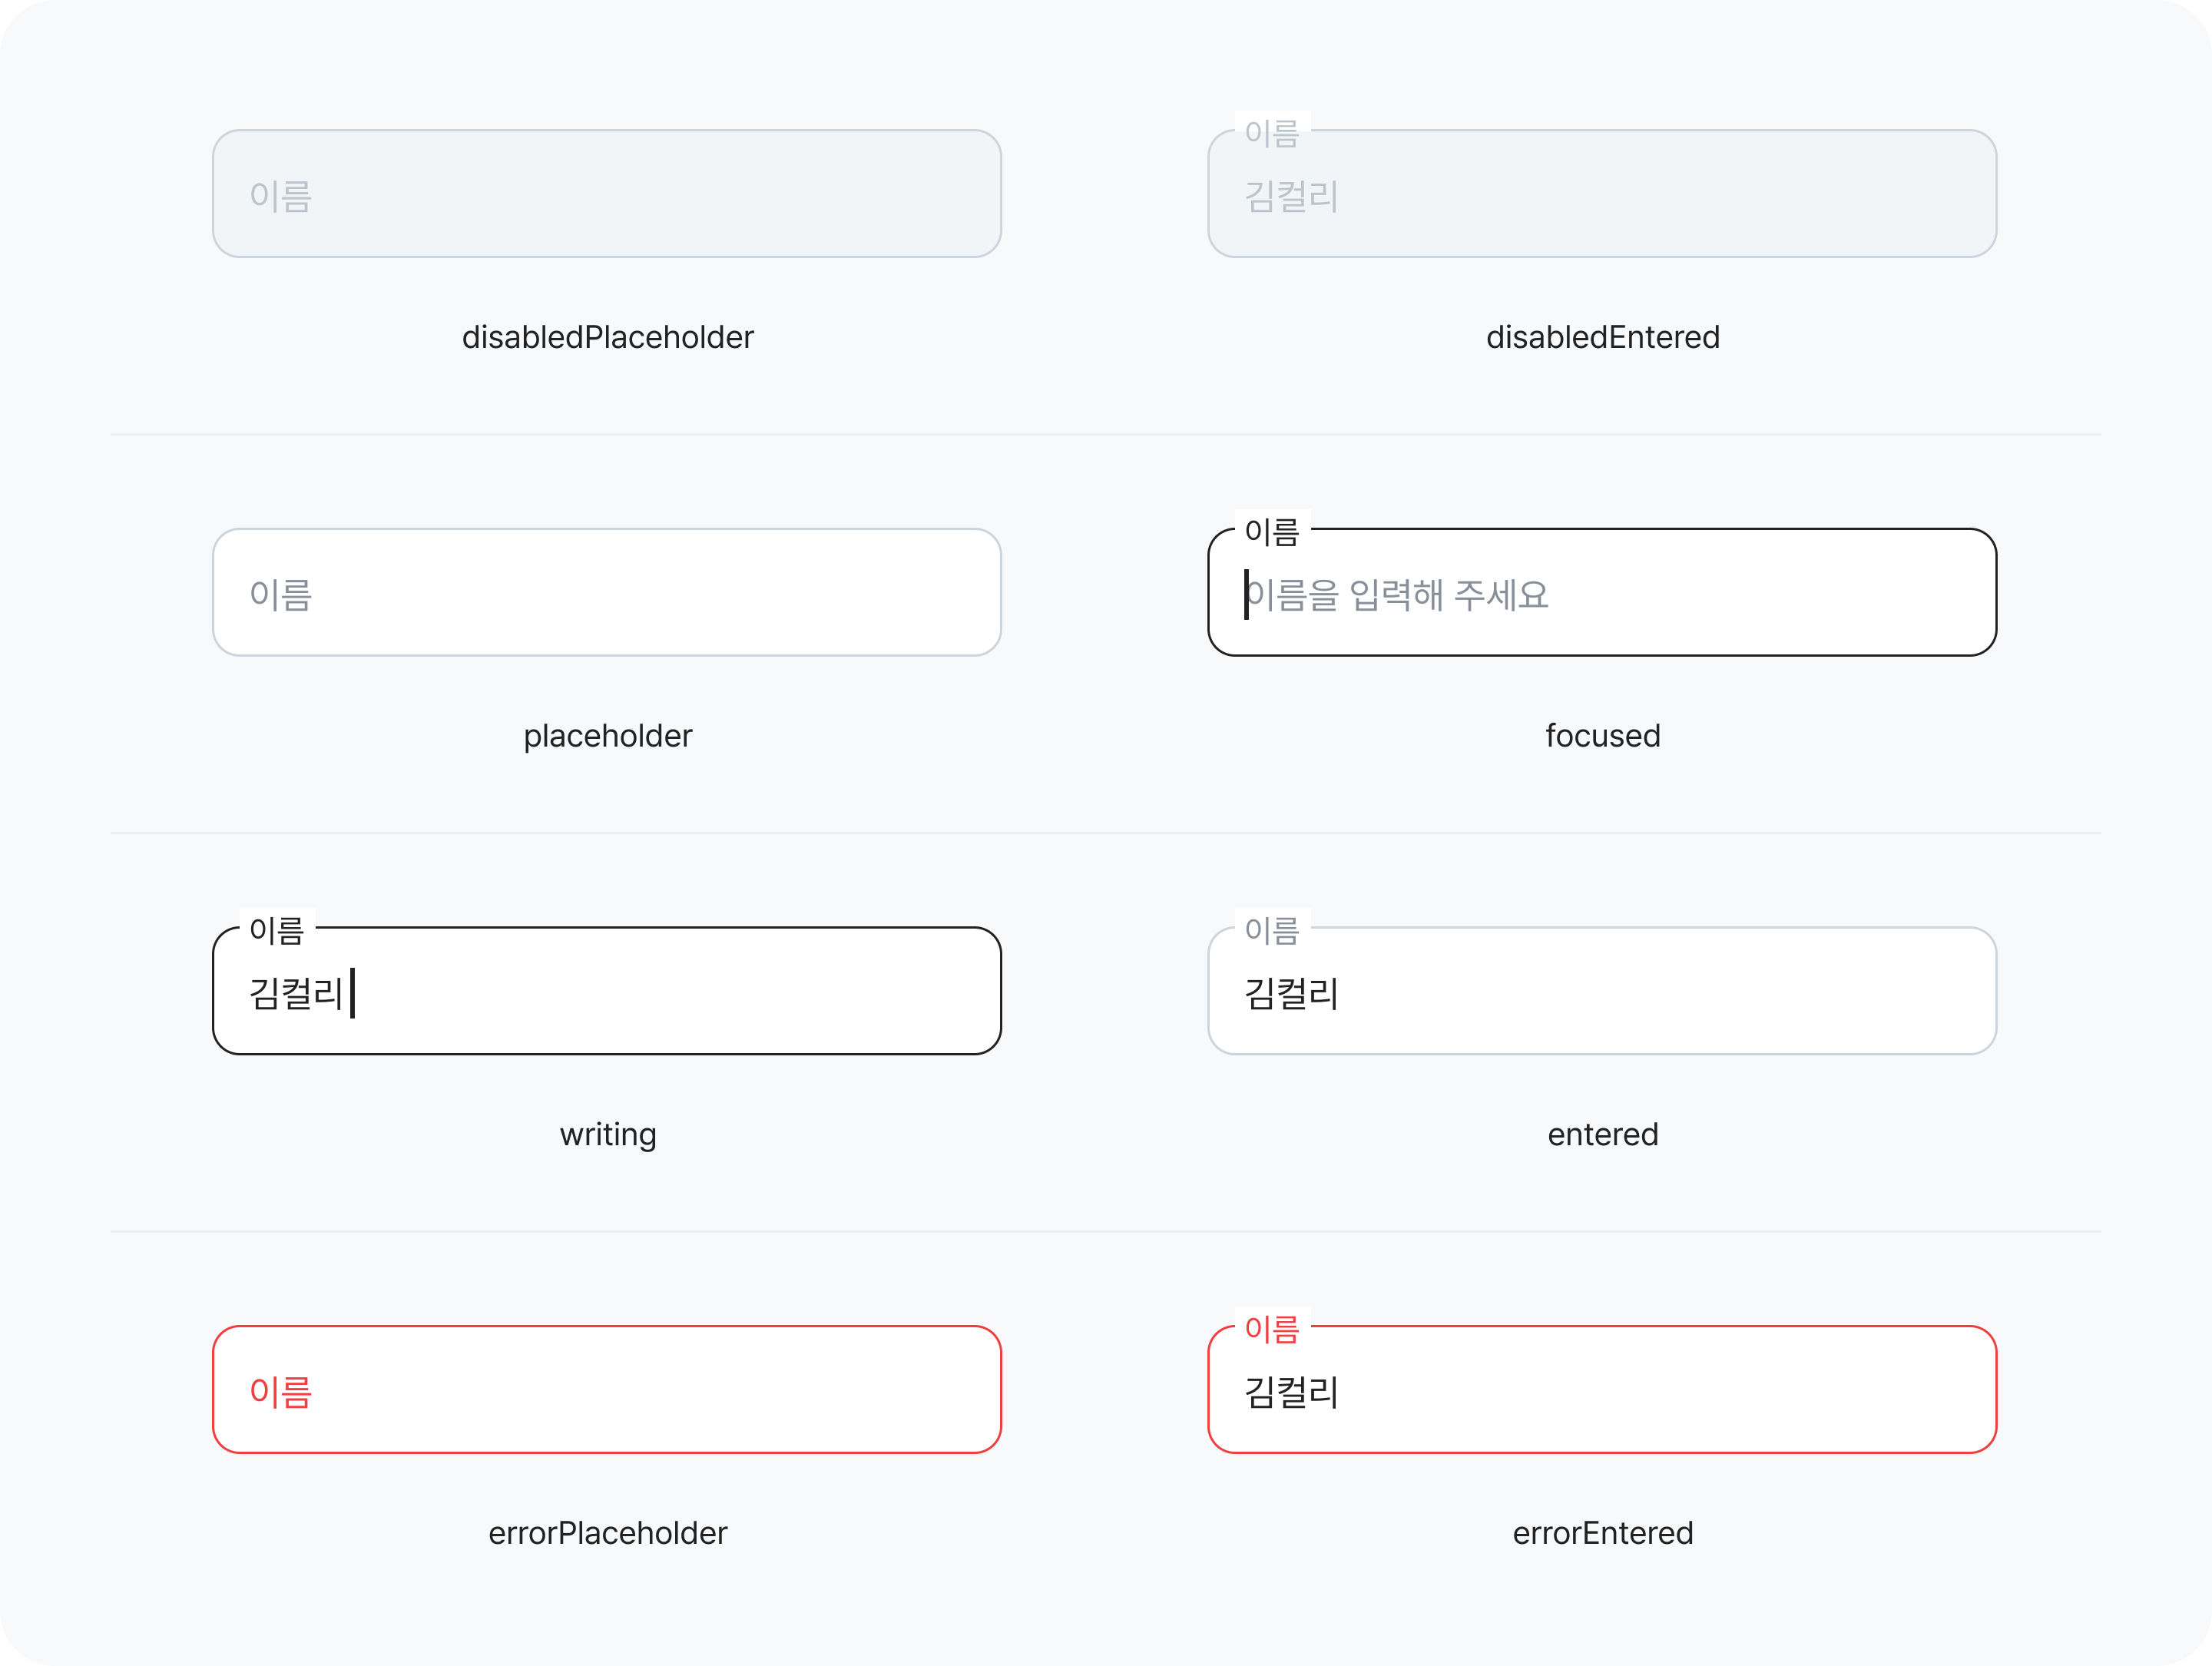 이름
이름
김컬리
disabledPlaceholder
disabledEntered
이름
이름
이름을 입력해 주세요
placeholder
focused
이름
김컬리
이름
김컬리
writing
entered
이름
이름
김컬리
errorPlaceholder
errorEntered